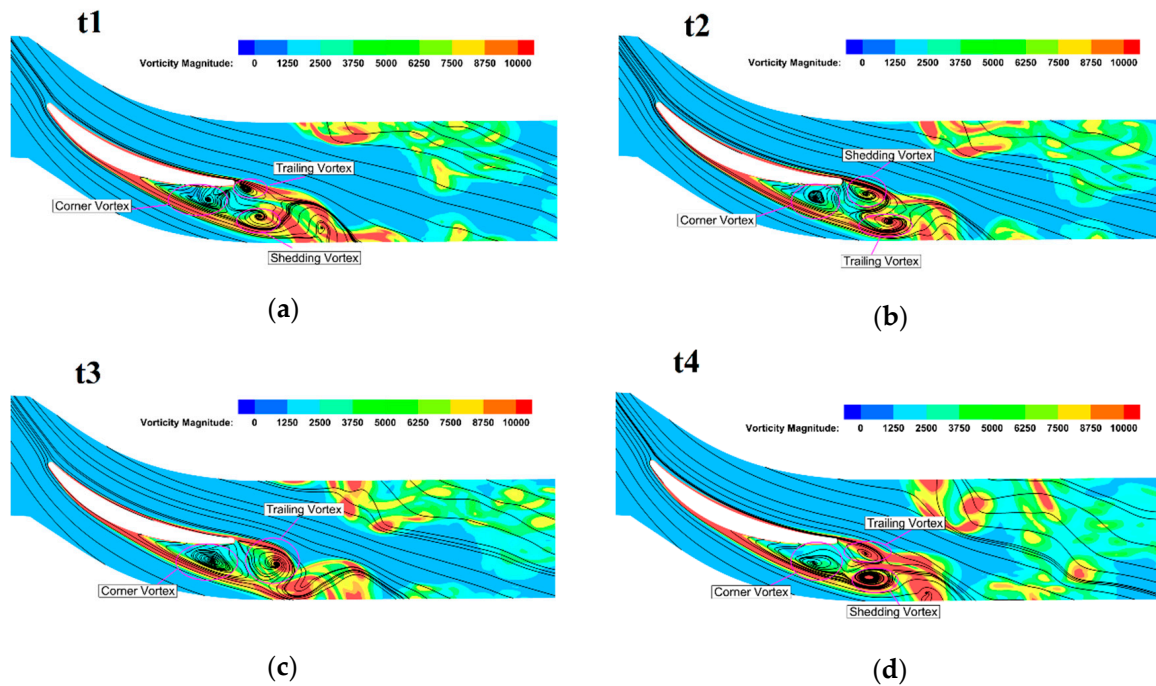 t1
Vorticity Magnitude: 0 1250 2500 3750 5000 6250 7500 8750 10000
Trailing Vortex
Corner Vortex
Shedding Vortex
(a)
t2
Vorticity Magnitude: 0 1250 2500 3750 5000 6250 7500 8750 10000
Shedding Vortex
Corner Vortex
Trailing Vortex
(b)
t3
Vorticity Magnitude: 0 1250 2500 3750 5000 6250 7500 8750 10000
Trailing Vortex
Corner Vortex
(c)
t4
Vorticity Magnitude: 0 1250 2500 3750 5000 6250 7500 8750 10000
Trailing Vortex
Corner Vortex
Shedding Vortex
(d)